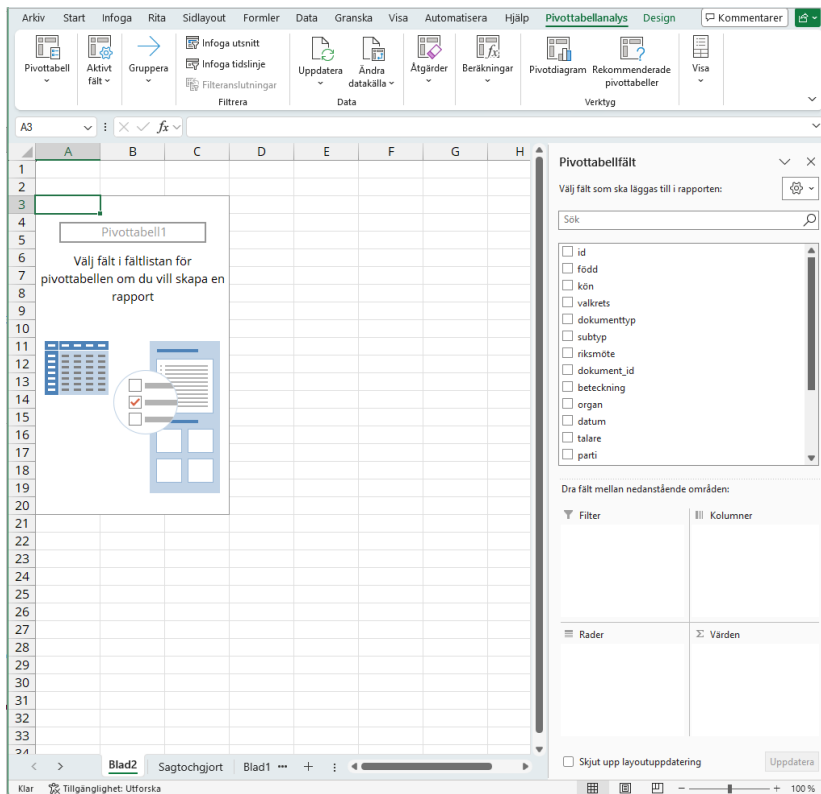 Arkiv Start Infoga Rita Sidlayout Formler Data Granska Visa Automatisera Hjälp Pivottabellanalys Design Kommentarer
Pivottabell
Aktivt fält
Gruppera
Infoga utsnitt
Infoga tidslinje
Filteranslutningar
Filtrera
Uppdatera
Ändra datakälla
Data
Åtgärder
Beräkningar
Pivotdiagram
Rekommenderade pivottabeller
Verktyg
Visa
A3
fx
A B C D E F G H
1
2
3
4
5
6
7
8
9
10
11
12
13
14
15
16
17
18
19
20
21
22
23
24
25
26
27
28
29
30
31
32
33
34
Pivottabell1
Välj fält i fältlistan för
pivottabellen om du vill skapa en
rapport
Pivottabellfält
Välj fält som ska läggas till i rapporten:
Sök
id
född
kön
valkrets
dokumenttyp
subtyp
riksmöte
dokument_id
beteckning
organ
datum
talare
parti
Dra fält mellan nedanstående områden:
Filter
Kolumner
Rader
Σ Värden
Skjut upp layoutuppdatering
Uppdatera
Blad2 Sagtochgjort Blad1
Klar Tillgänglighet: Utforska
100 %